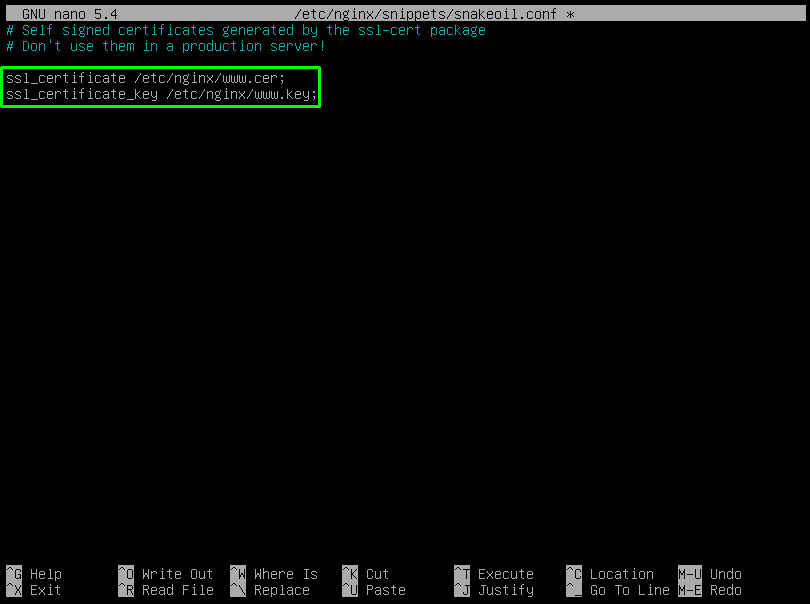 GNU nano 5.4 /etc/nginx/snippets/snakeoil.conf *
# Self signed certificates generated by the ssl-cert package
# Don't use them in a production server!
ssl_certificate /etc/nginx/www.cer;
ssl_certificate_key /etc/nginx/www.key;
^G Help ^O Write Out ^W Where Is ^K Cut ^T Execute ^C Location M-U Undo
^X Exit ^R Read File ^\ Replace ^U Paste ^J Justify ^_ Go To Line M-E Redo